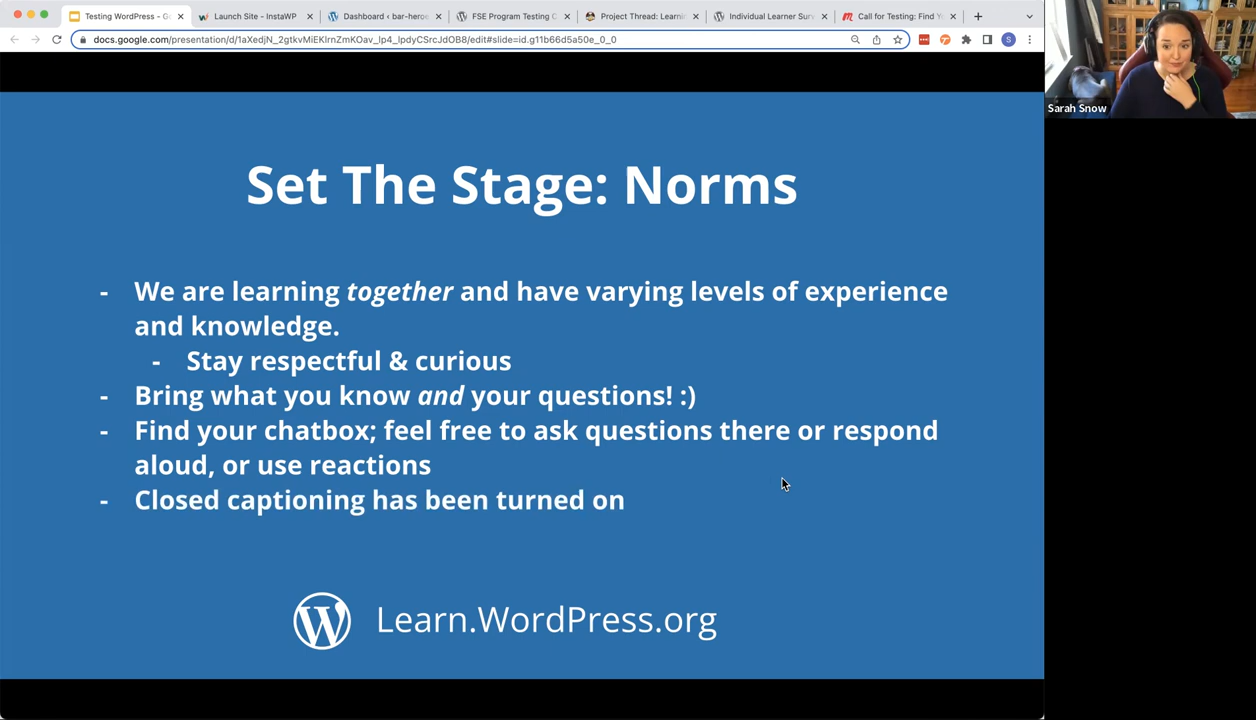 Testing WordPress - Go
Launch Site - InstaWP
Dashboard ‹ bar-heros
FSE Program Testing C
Project Thread: Learni
Individual Learner Surv
Call for Testing: Find Y
docs.google.com/presentation/d/1aXedjN_2gtkvMiEKIrnZmKOav_lp4_lpdyCSrcJdOB8/edit#slide=id.g11b66d5a50e_0_0
S
Sarah Snow
Set The Stage: Norms
- We are learning together and have varying levels of experience
and knowledge.
- Stay respectful & curious
- Bring what you know and your questions! :)
- Find your chatbox; feel free to ask questions there or respond
aloud, or use reactions
- Closed captioning has been turned on
Learn.WordPress.org